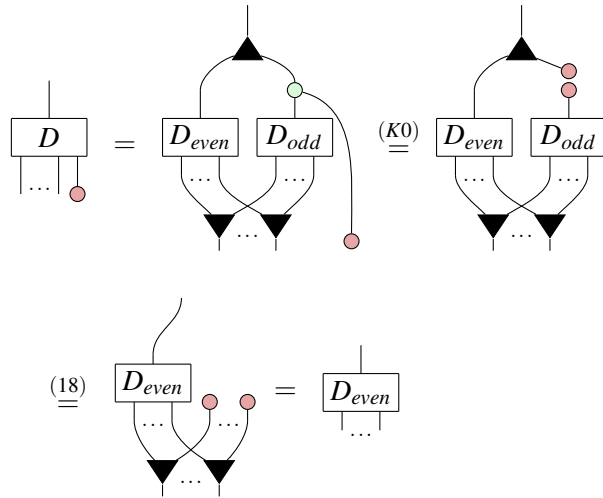 D = D_even D_odd (K0) = D_even D_odd
... ... ... ... ...
... ...
(18) = D_even = D_even
... ... ...
...